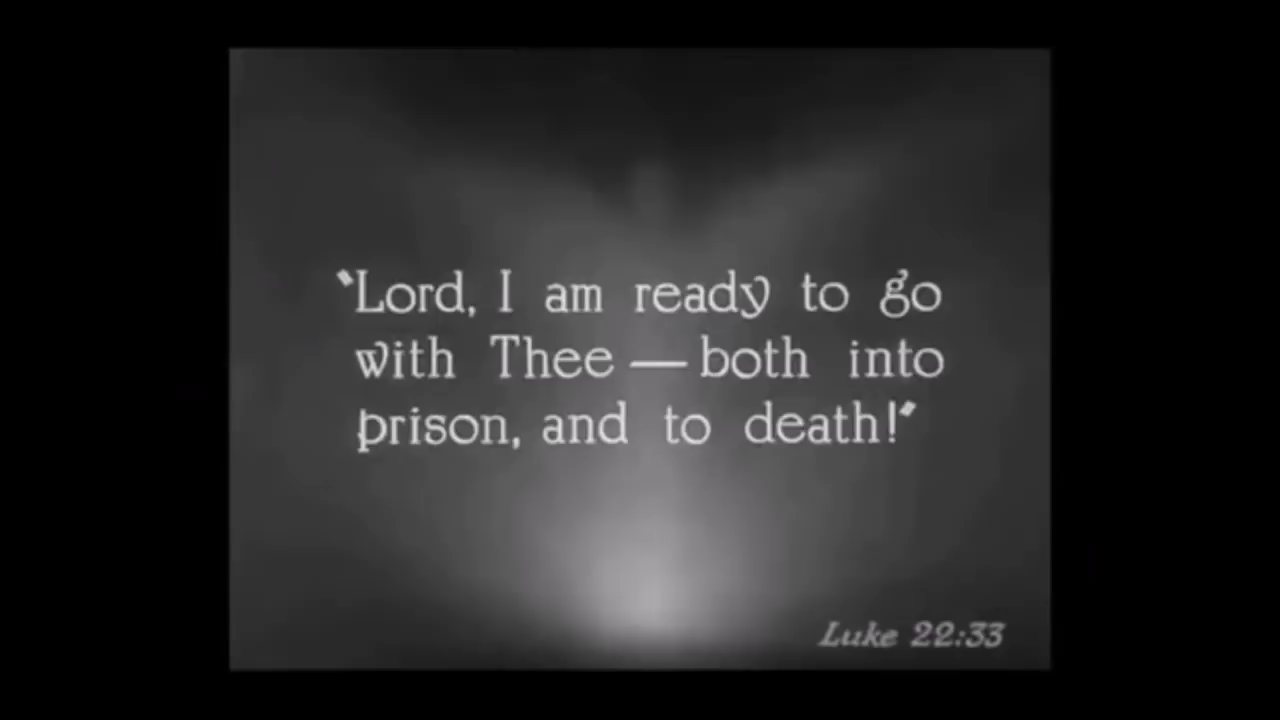 "Lord, I am ready to go
with Thee — both into
prison, and to death!"
Luke 22:33